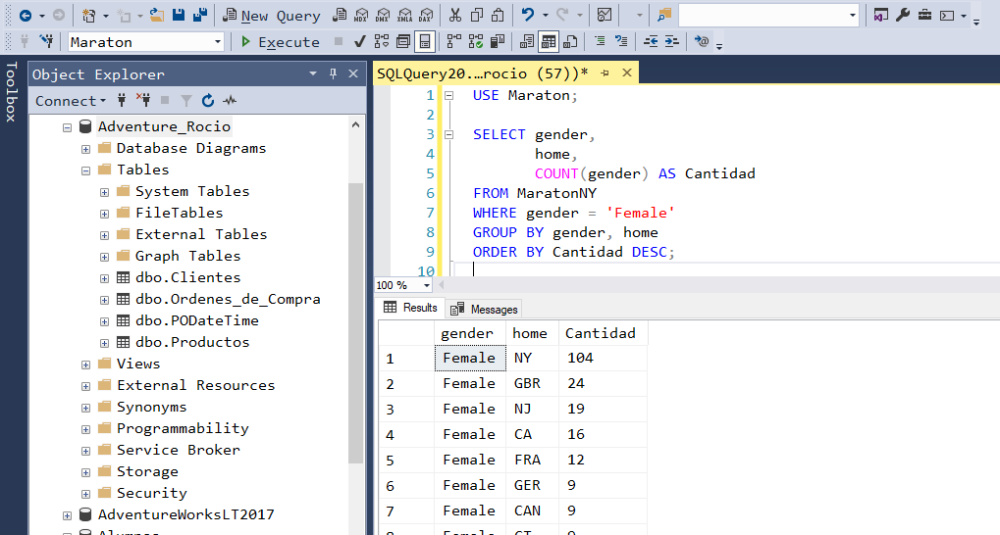 New Query
MDX
DMX
XMLA
DAX
Maraton
Execute
Toolbox
Object Explorer
Connect
Adventure_Rocio
Database Diagrams
Tables
System Tables
FileTables
External Tables
Graph Tables
dbo.Clientes
dbo.Ordenes_de_Compra
dbo.PODateTime
dbo.Productos
Views
External Resources
Synonyms
Programmability
Service Broker
Storage
Security
AdventureWorksLT2017
SQLQuery20.…rocio (57))*
1 USE Maraton;
2
3 SELECT gender,
4 home,
5 COUNT(gender) AS Cantidad
6 FROM MaratonNY
7 WHERE gender = 'Female'
8 GROUP BY gender, home
9 ORDER BY Cantidad DESC;
10
100 %
Results Messages
gender home Cantidad
1 Female NY 104
2 Female GBR 24
3 Female NJ 19
4 Female CA 16
5 Female FRA 12
6 Female GER 9
7 Female CAN 9